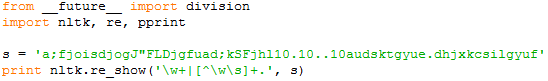 from __future__ import division
import nltk, re, pprint
s = 'a;fjoisdjogJ"FLDjgfuad;kSFjhl10.10..10audsktgyue.dhjxkcsilgyuf'
print nltk.re_show('\w+|[^\w\s]+.', s)